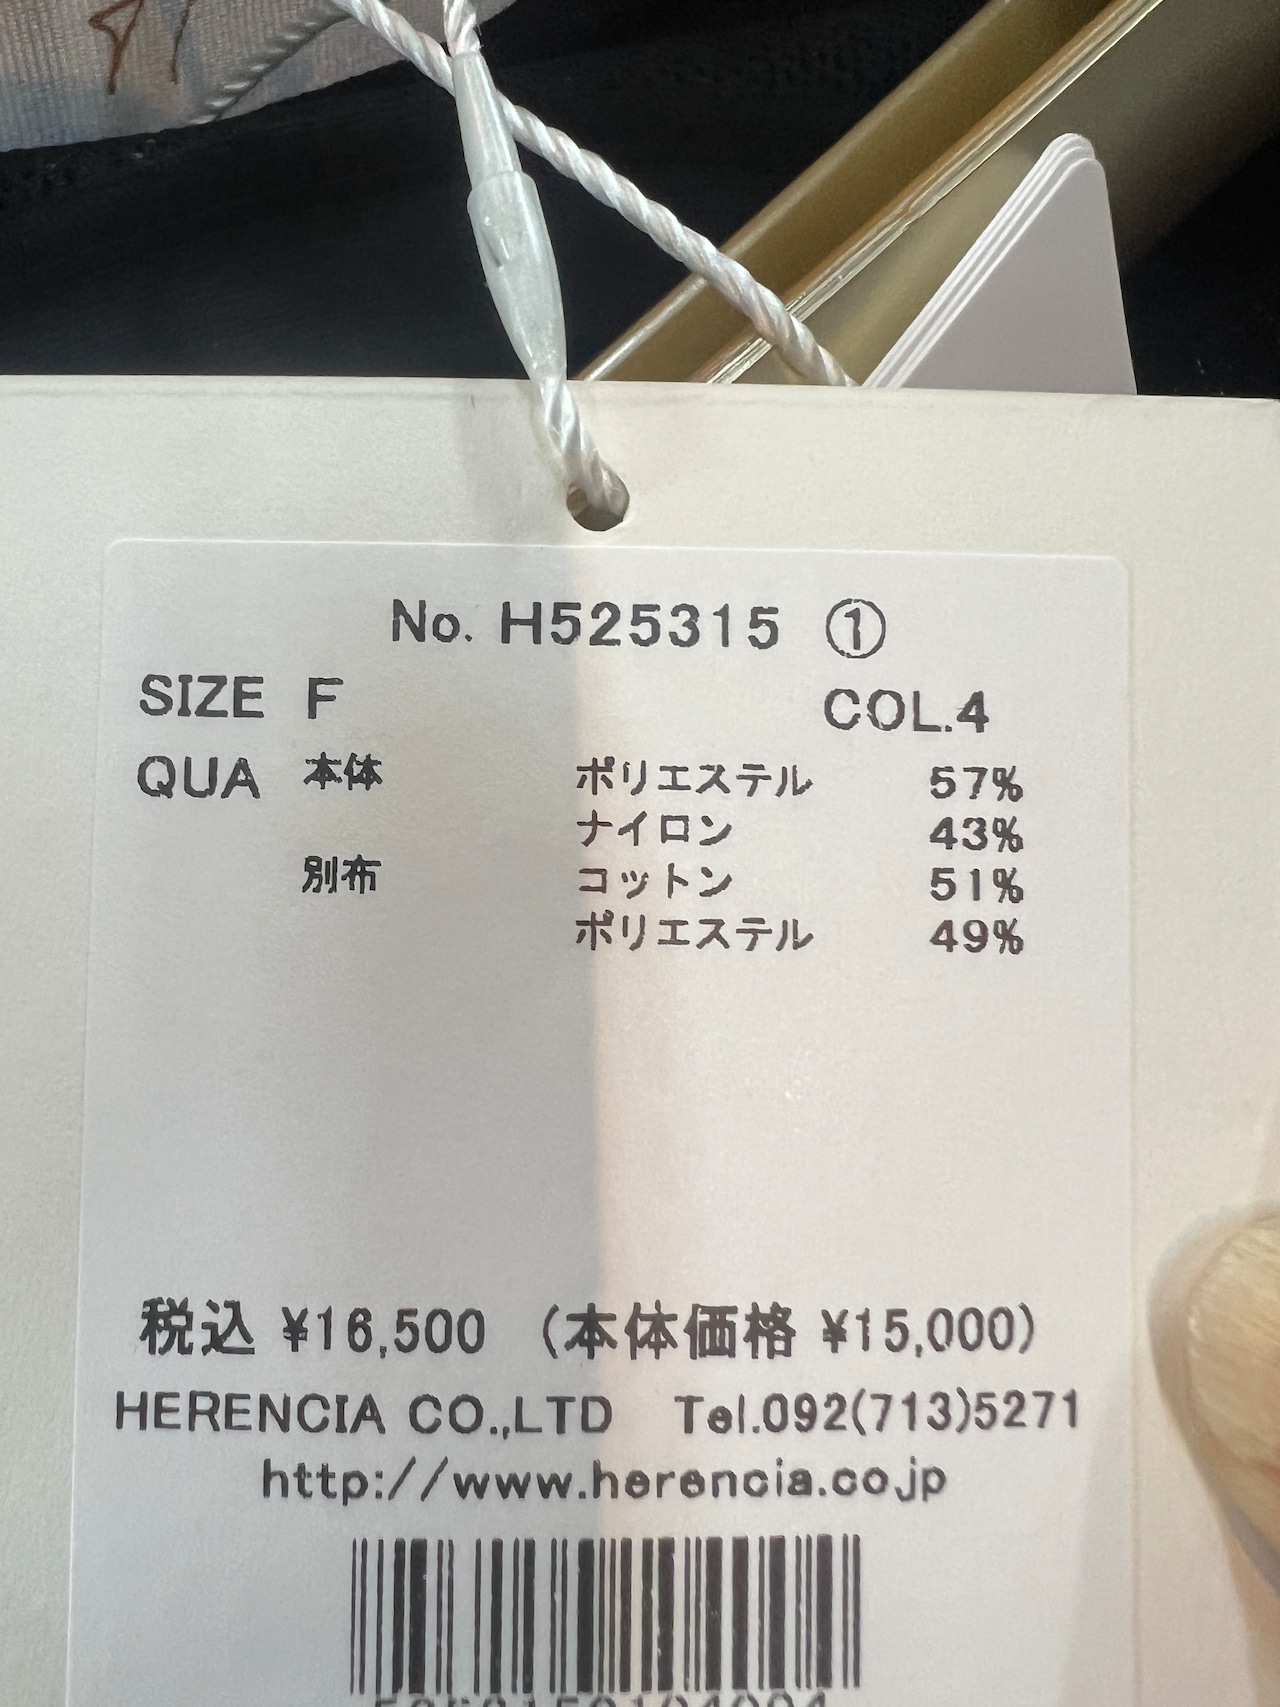 No. H525315 ①
SIZE F COL.4
QUA 本体 ポリエステル 57%
ナイロン 43%
別布 コットン 51%
ポリエステル 49%
税込 ¥16,500 (本体価格 ¥15,000)
HERENCIA CO.,LTD Tel.092(713)5271
http://www.herencia.co.jp